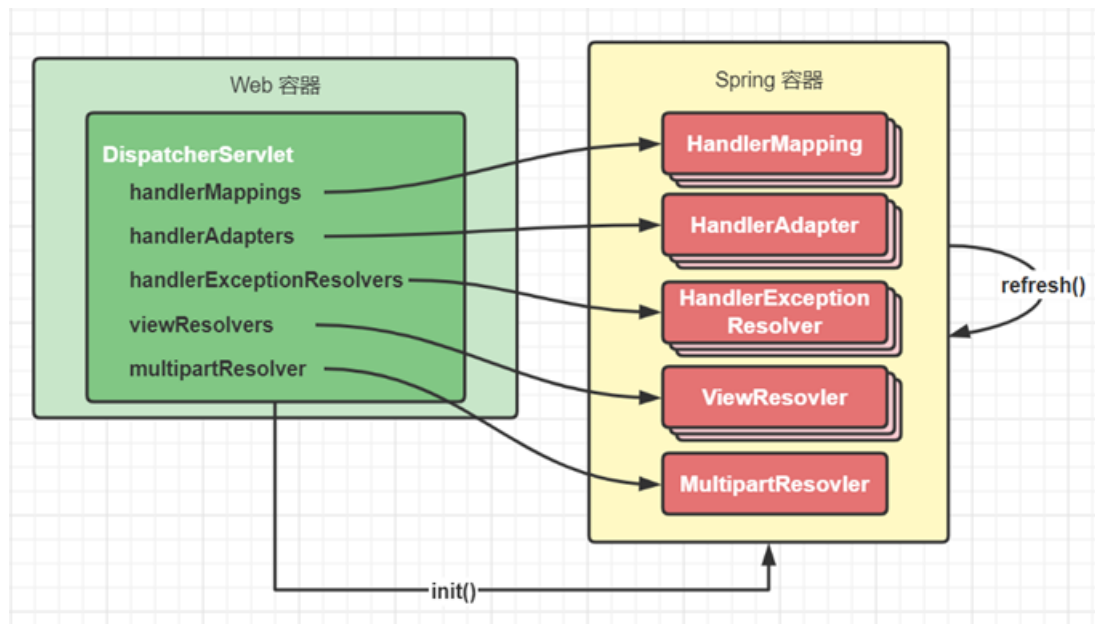 Web 容器
DispatcherServlet
handlerMappings
handlerAdapters
handlerExceptionResolvers
viewResolvers
multipartResolver
Spring 容器
HandlerMapping
HandlerAdapter
HandlerException
Resolver
ViewResovler
MultipartResovler
refresh()
init()